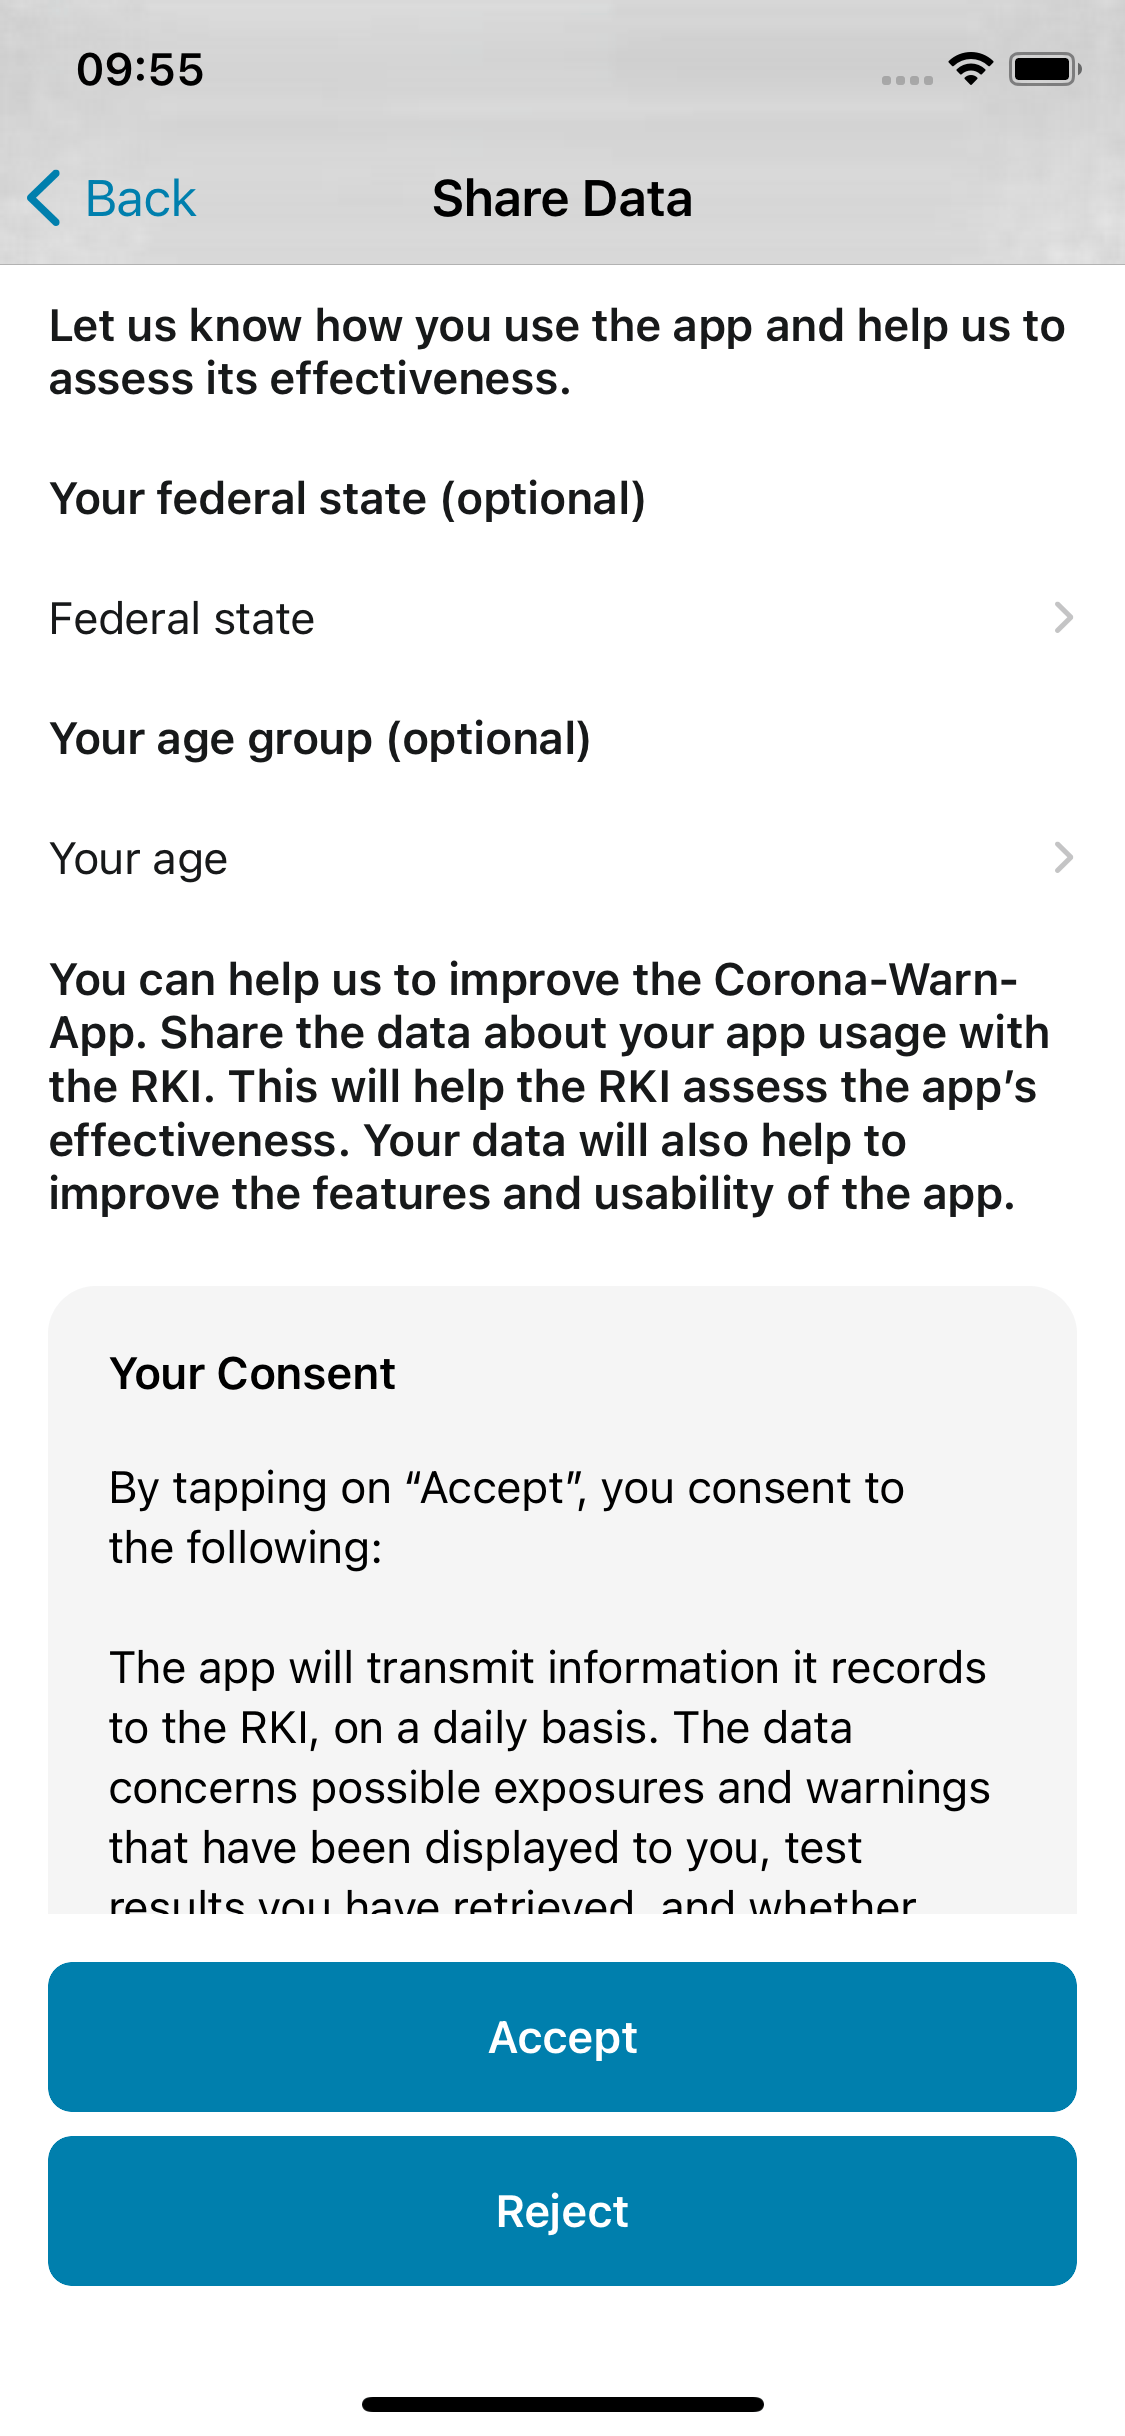 09:55
Back
Share Data
Let us know how you use the app and help us to
assess its effectiveness.
Your federal state (optional)
Federal state
Your age group (optional)
Your age
You can help us to improve the Corona-Warn-
App. Share the data about your app usage with
the RKI. This will help the RKI assess the app’s
effectiveness. Your data will also help to
improve the features and usability of the app.
Your Consent
By tapping on “Accept”, you consent to
the following:
The app will transmit information it records
to the RKI, on a daily basis. The data
concerns possible exposures and warnings
that have been displayed to you, test
results you have retrieved, and whether
Accept
Reject